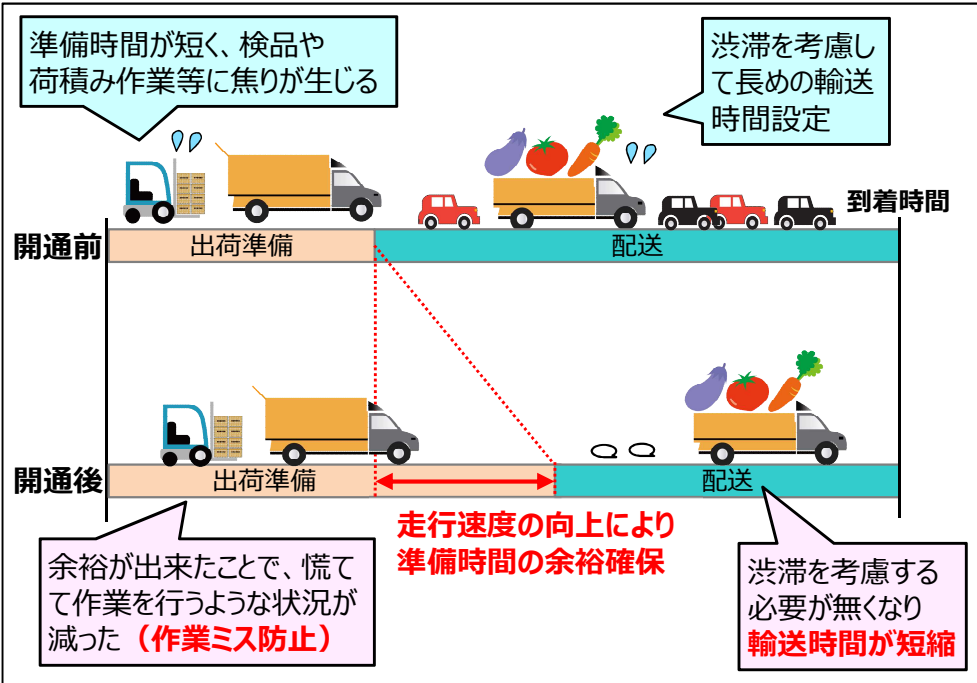 準備時間が短く、検品や
荷積み作業等に焦りが生じる
渋滞を考慮し
て長めの輸送
時間設定
到着時間
開通前
出荷準備
配送
開通後
出荷準備
配送
走行速度の向上により
準備時間の余裕確保
余裕が出来たことで、慌て
て作業を行うような状況が
減った（作業ミス防止）
渋滞を考慮する
必要が無くなり
輸送時間が短縮